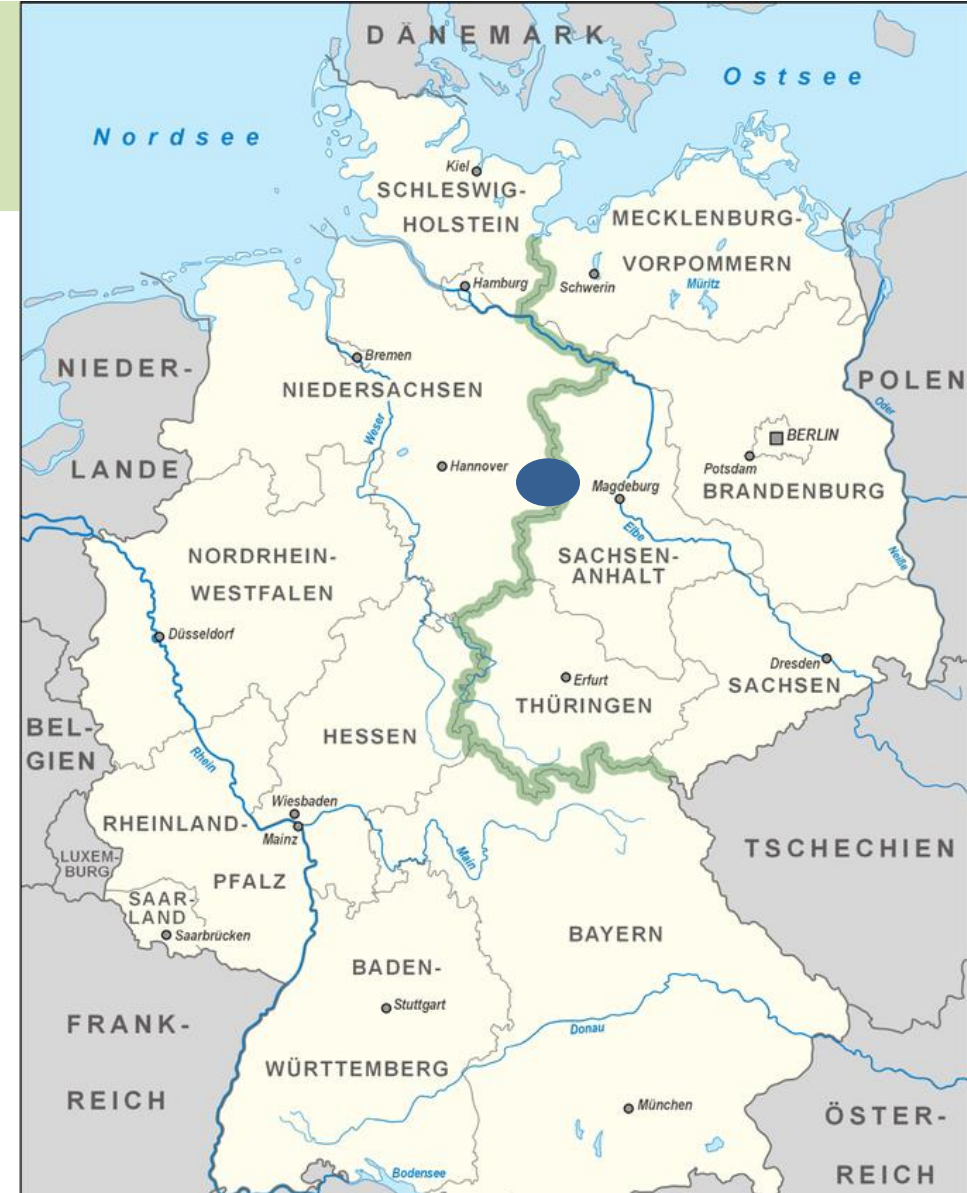 DÄNEMARK
Ostsee
Nordsee
Kiel
SCHLESWIG-
HOLSTEIN
MECKLENBURG-
VORPOMMERN
Hamburg
Schwerin
Müritz
Bremen
NIEDER-
LANDE
NIEDERSACHSEN
POLEN
Oder
Weser
Hannover
BERLIN
Potsdam
BRANDENBURG
Magdeburg
Elbe
Neiße
NORDRHEIN-
WESTFALEN
SACHSEN-
ANHALT
Düsseldorf
Dresden
SACHSEN
Erfurt
THÜRINGEN
BEL-
GIEN
HESSEN
Rhein
Wiesbaden
Mainz
RHEINLAND-
PFALZ
Main
LUXEM-
BURG
TSCHECHIEN
SAAR-
LAND
Saarbrücken
BAYERN
BADEN-
WÜRTTEMBERG
Stuttgart
Donau
FRANK-
REICH
München
ÖSTER-
REICH
Bodensee